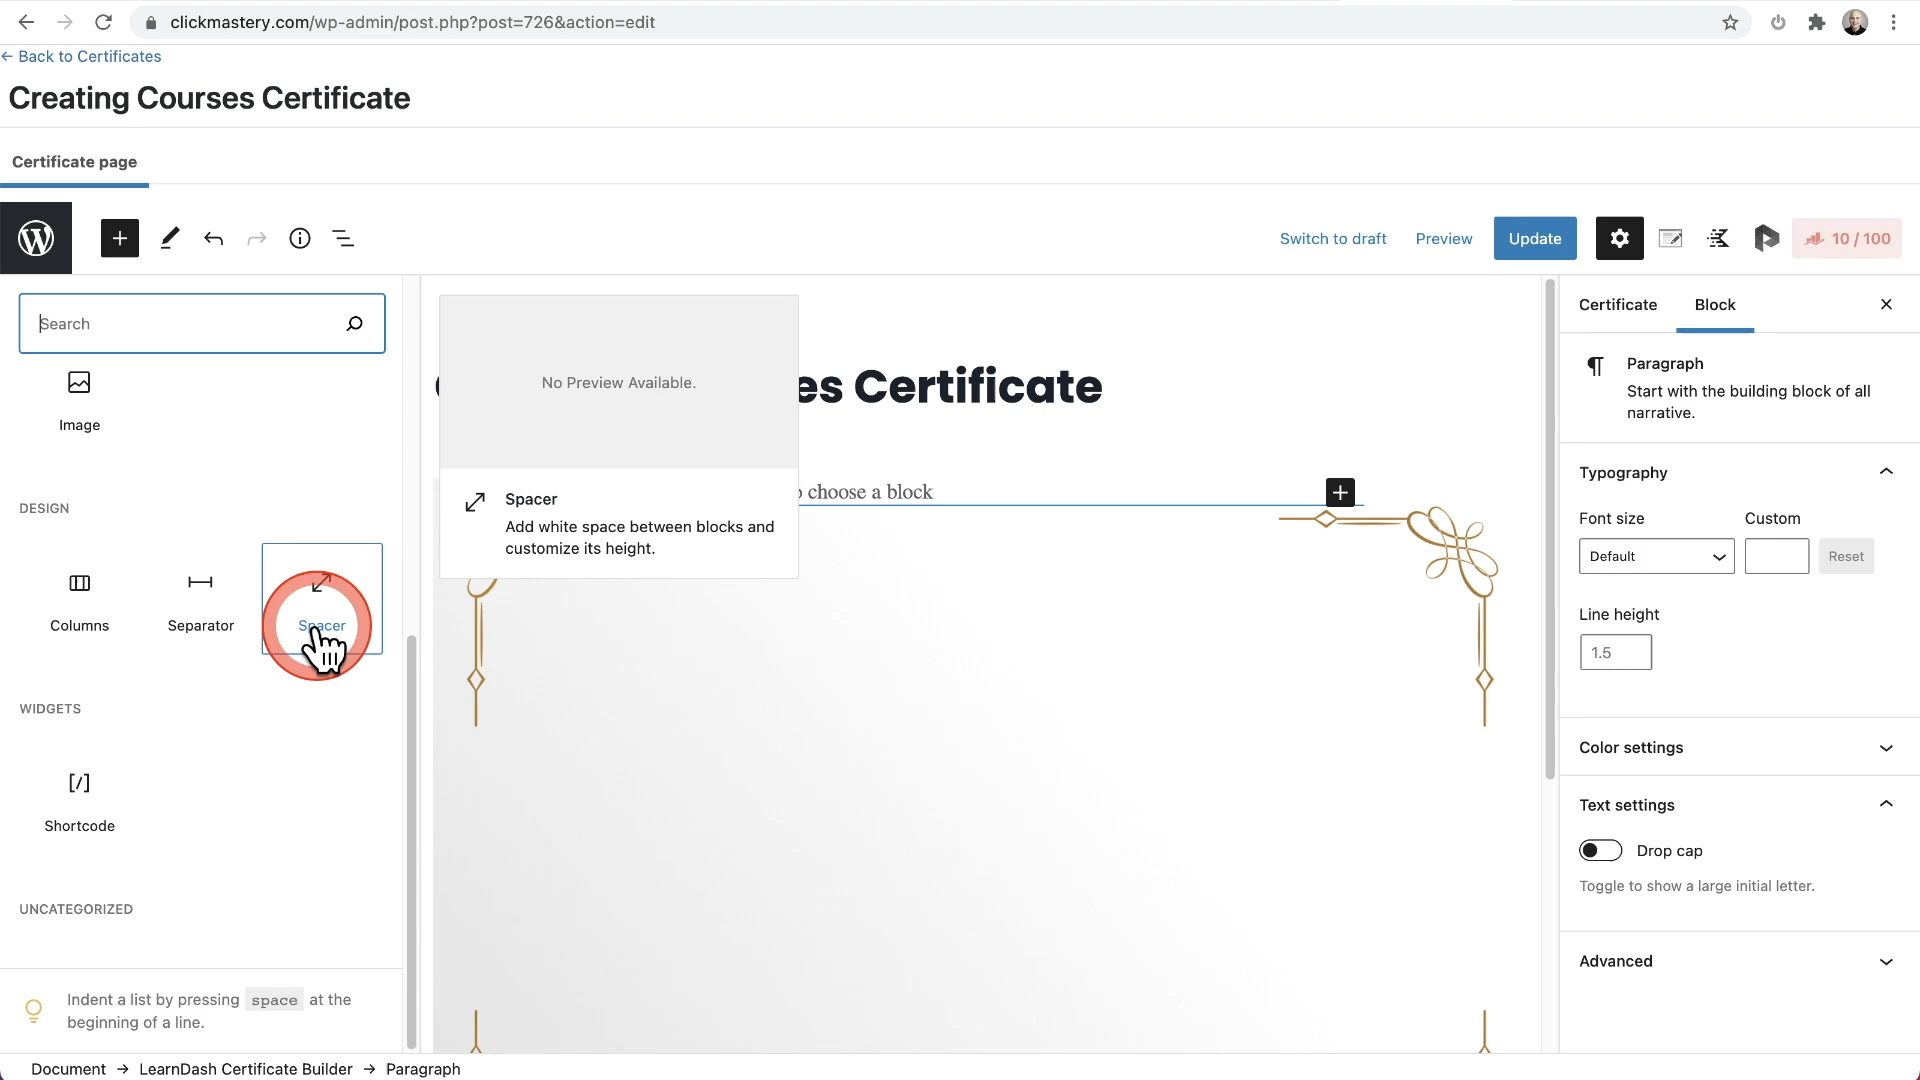 clickmastery.com/wp-admin/post.php?post=726&action=edit
← Back to Certificates
Creating Courses Certificate
Certificate page
Switch to draft
Preview
Update
10 / 100
Search
Image
DESIGN
Columns
Separator
Spacer
WIDGETS
[/]
Shortcode
UNCATEGORIZED
Indent a list by pressing space at the
beginning of a line.
No Preview Available.
Spacer
Add white space between blocks and
customize its height.
es Certificate
choose a block
Certificate
Block
Paragraph
Start with the building block of all
narrative.
Typography
Font size
Custom
Default
Reset
Line height
1.5
Color settings
Text settings
Drop cap
Toggle to show a large initial letter.
Advanced
Document → LearnDash Certificate Builder → Paragraph